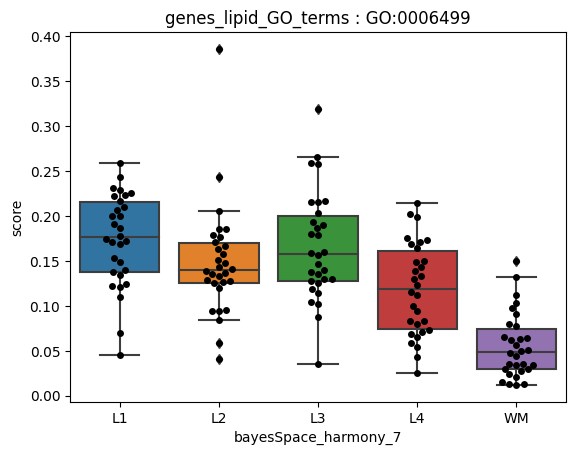 genes_lipid_GO_terms : GO:0006499
score
0.40
0.35
0.30
0.25
0.20
0.15
0.10
0.05
0.00
L1 L2 L3 L4 WM
bayesSpace_harmony_7